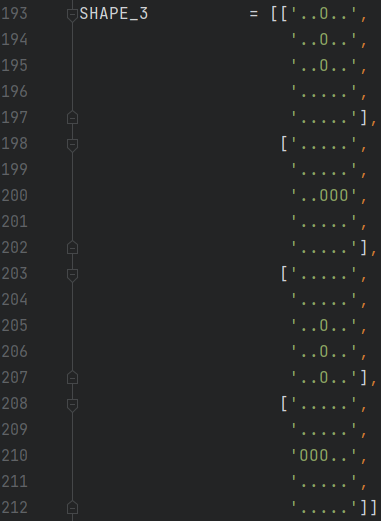 193 SHAPE_3 = [['..O..',
194 '..O..',
195 '..O..',
196 '.....',
197 '.....'],
198 ['.....',
199 '.....',
200 '..OOO',
201 '.....',
202 '.....'],
203 ['.....',
204 '.....',
205 '..O..',
206 '..O..',
207 '..O..'],
208 ['.....',
209 '.....',
210 'OOO..',
211 '.....',
212 '.....']]